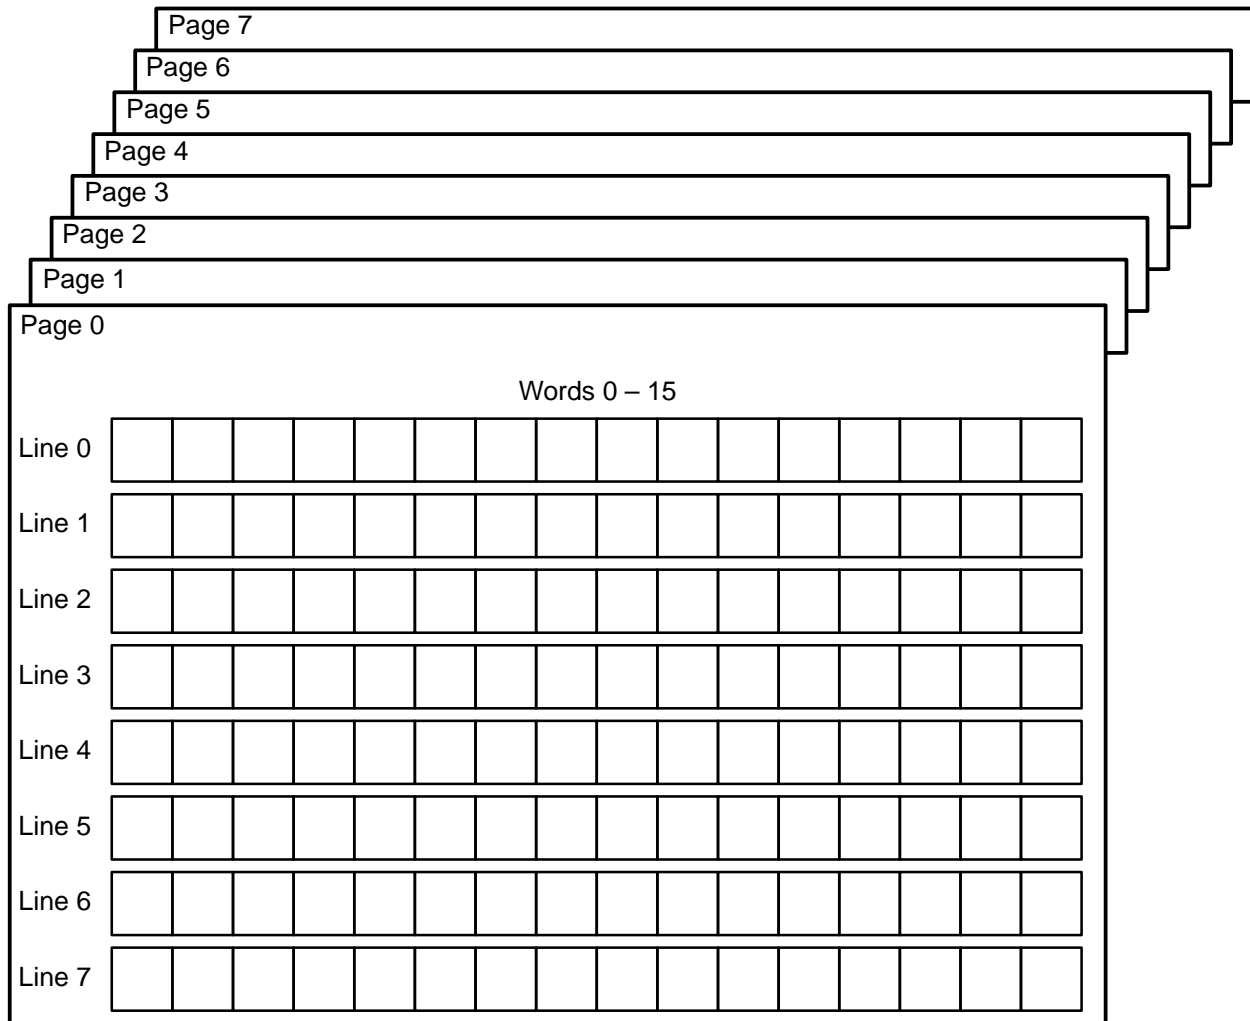 Page 7
Page 6
Page 5
Page 4
Page 3
Page 2
Page 1
Page 0
Words 0 – 15
Line 0
Line 1
Line 2
Line 3
Line 4
Line 5
Line 6
Line 7